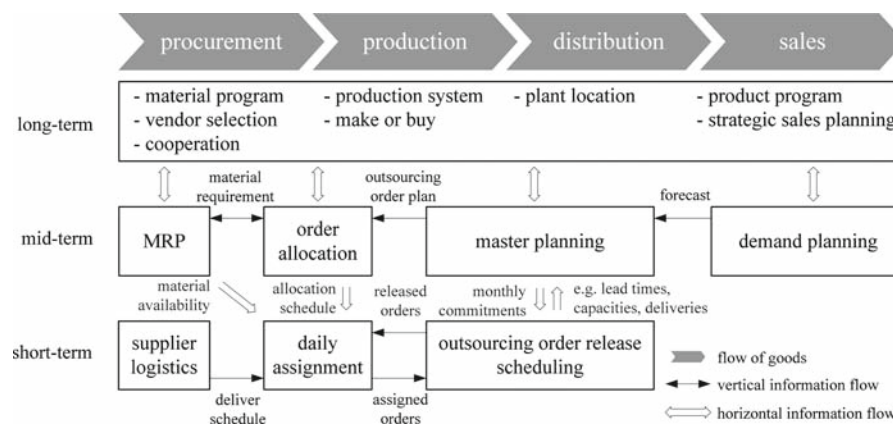 procurement
production
distribution
sales
long-term
- material program
- vendor selection
- cooperation
- production system
- make or buy
- plant location
- product program
- strategic sales planning
material
requirement
outsourcing
order plan
forecast
mid-term
MRP
order
allocation
master planning
demand planning
material
availability
allocation
schedule
released
orders
monthly
commitments
e.g. lead times,
capacities, deliveries
short-term
supplier
logistics
daily
assignment
outsourcing order release
scheduling
deliver
schedule
assigned
orders
flow of goods
vertical information flow
horizontal information flow